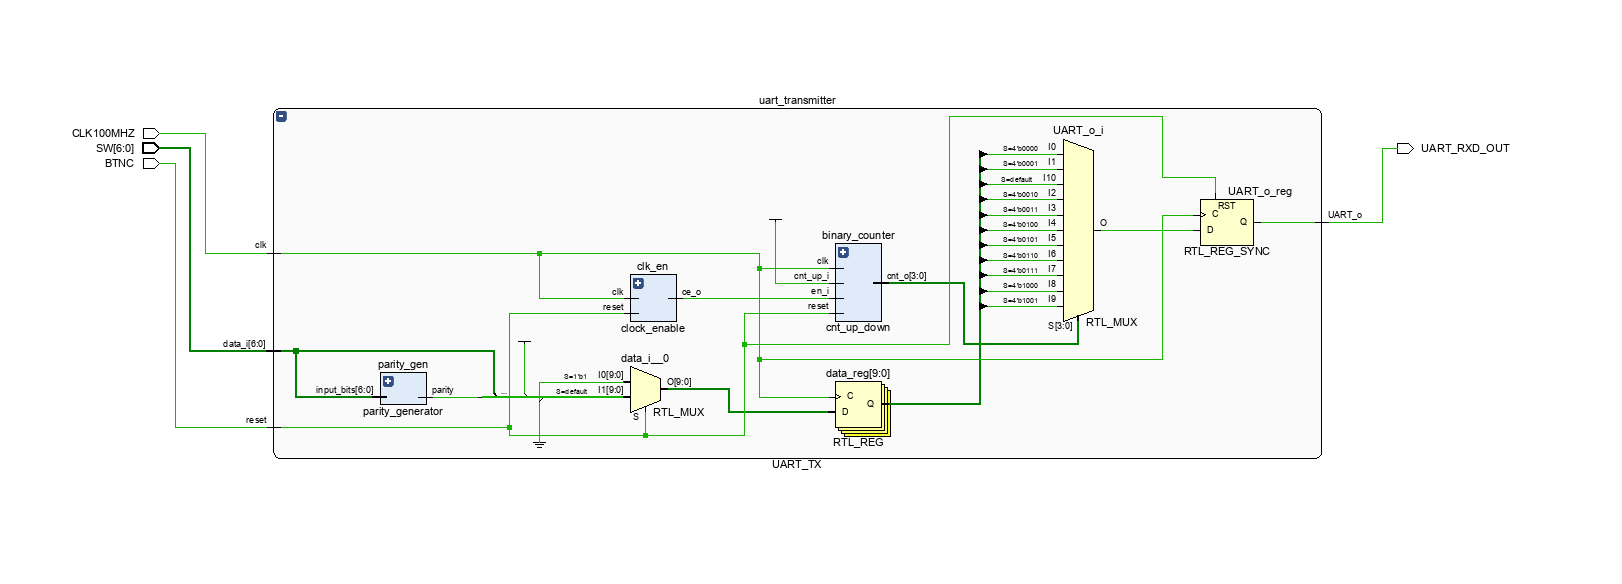 uart_transmitter
CLK100MHZ
SW[6:0]
BTNC
clk
data_i[6:0]
reset
parity_gen
input_bits[6:0]
parity
parity_generator
clk_en
clk
ce_o
reset
clock_enable
data_i__0
S=1'b1
I0[9:0]
S=default
I1[9:0]
O[9:0]
S
RTL_MUX
binary_counter
clk
cnt_up_i
en_i
reset
cnt_o[3:0]
cnt_up_down
data_reg[9:0]
C
D
Q
RTL_REG
UART_o_i
S=4'b0000 I0
S=4'b0001 I1
S=default I10
S=4'b0010 I2
S=4'b0011 I3
S=4'b0100 I4
S=4'b0101 I5
S=4'b0110 I6
S=4'b0111 I7
S=4'b1000 I8
S=4'b1001 I9
O
S[3:0]
RTL_MUX
UART_o_reg
RST
C
D
Q
RTL_REG_SYNC
UART_o
UART_RXD_OUT
UART_TX